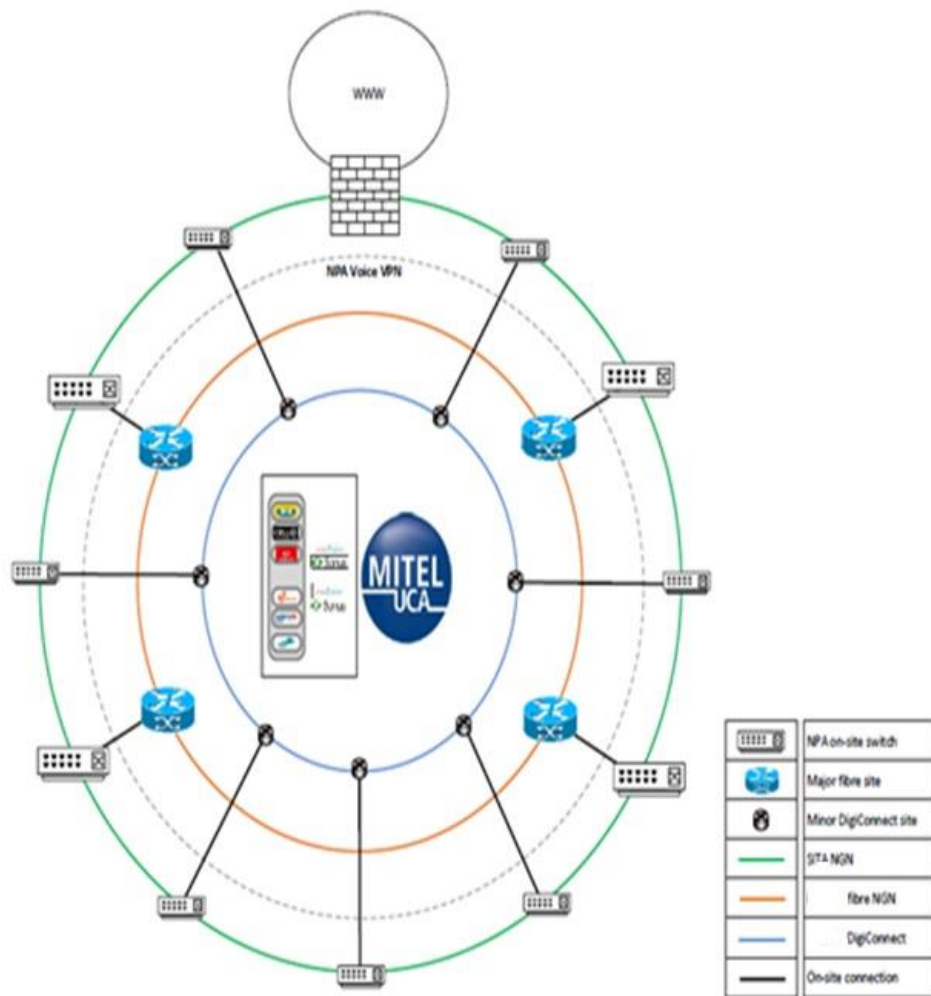 WWW
NPA Voice VPN
MITEL
UCA
NPA on-site switch
Major fibre site
Minor DigiConnect site
SITA NGN
fibre NGN
DigiConnect
On-site connection